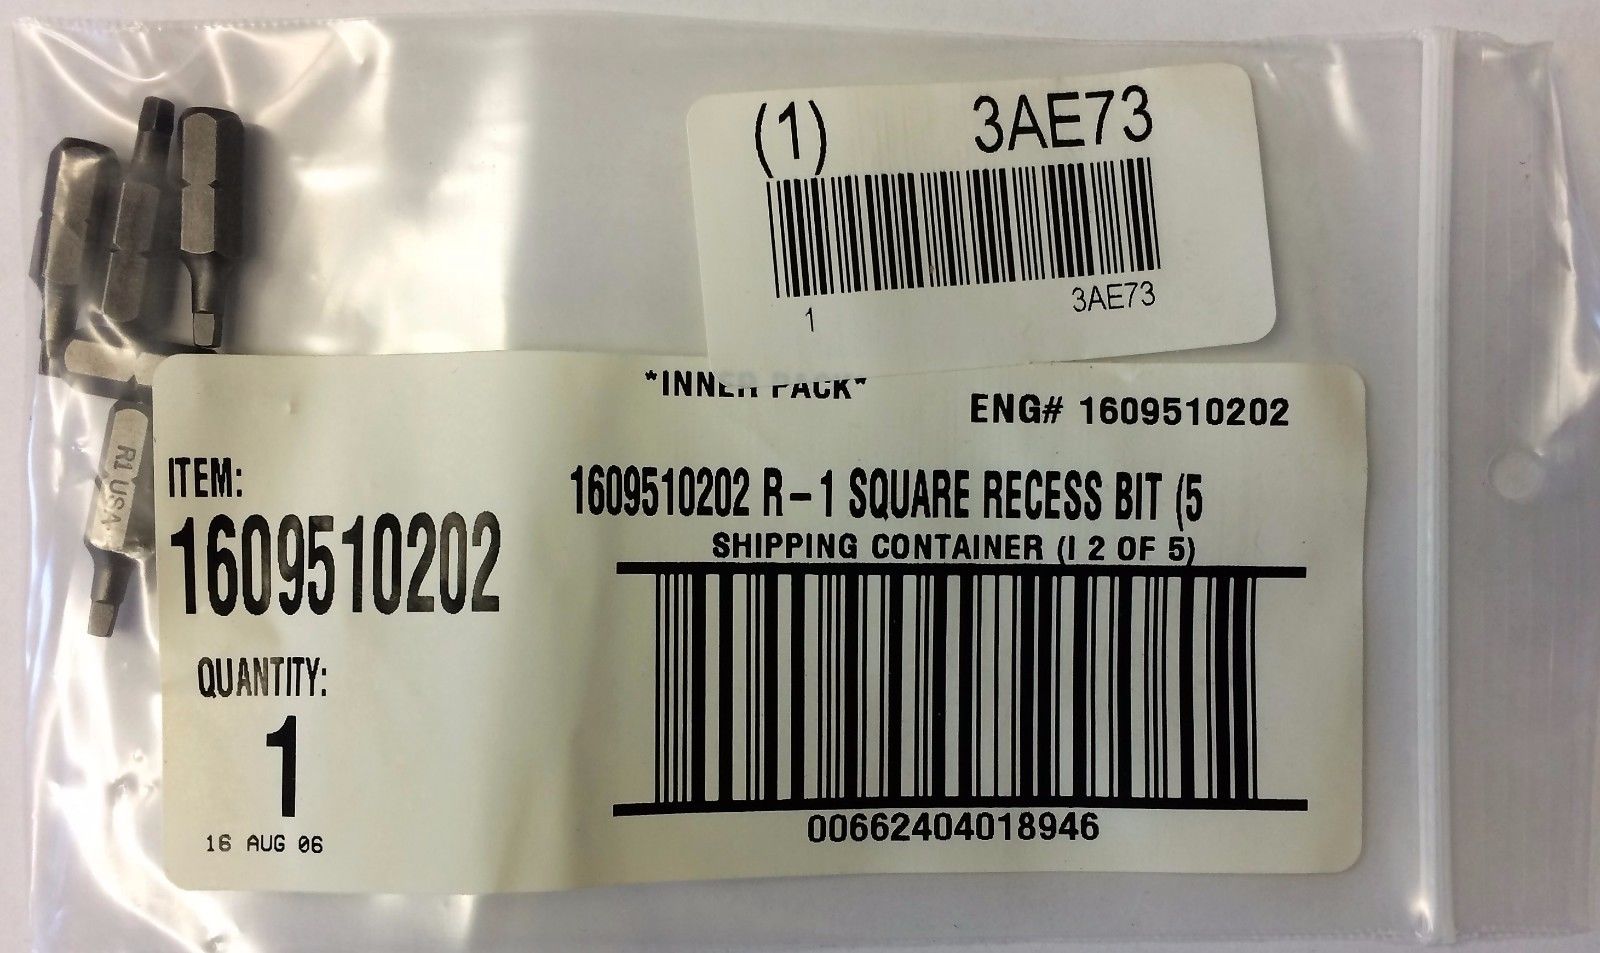 (1) 3AE73
1 3AE73
*INNER PACK*
ENG# 1609510202
ITEM:
1609510202
1609510202 R-1 SQUARE RECESS BIT (5
SHIPPING CONTAINER (I 2 OF 5)
QUANTITY:
1
16 AUG 06
00662404018946
R1 USA